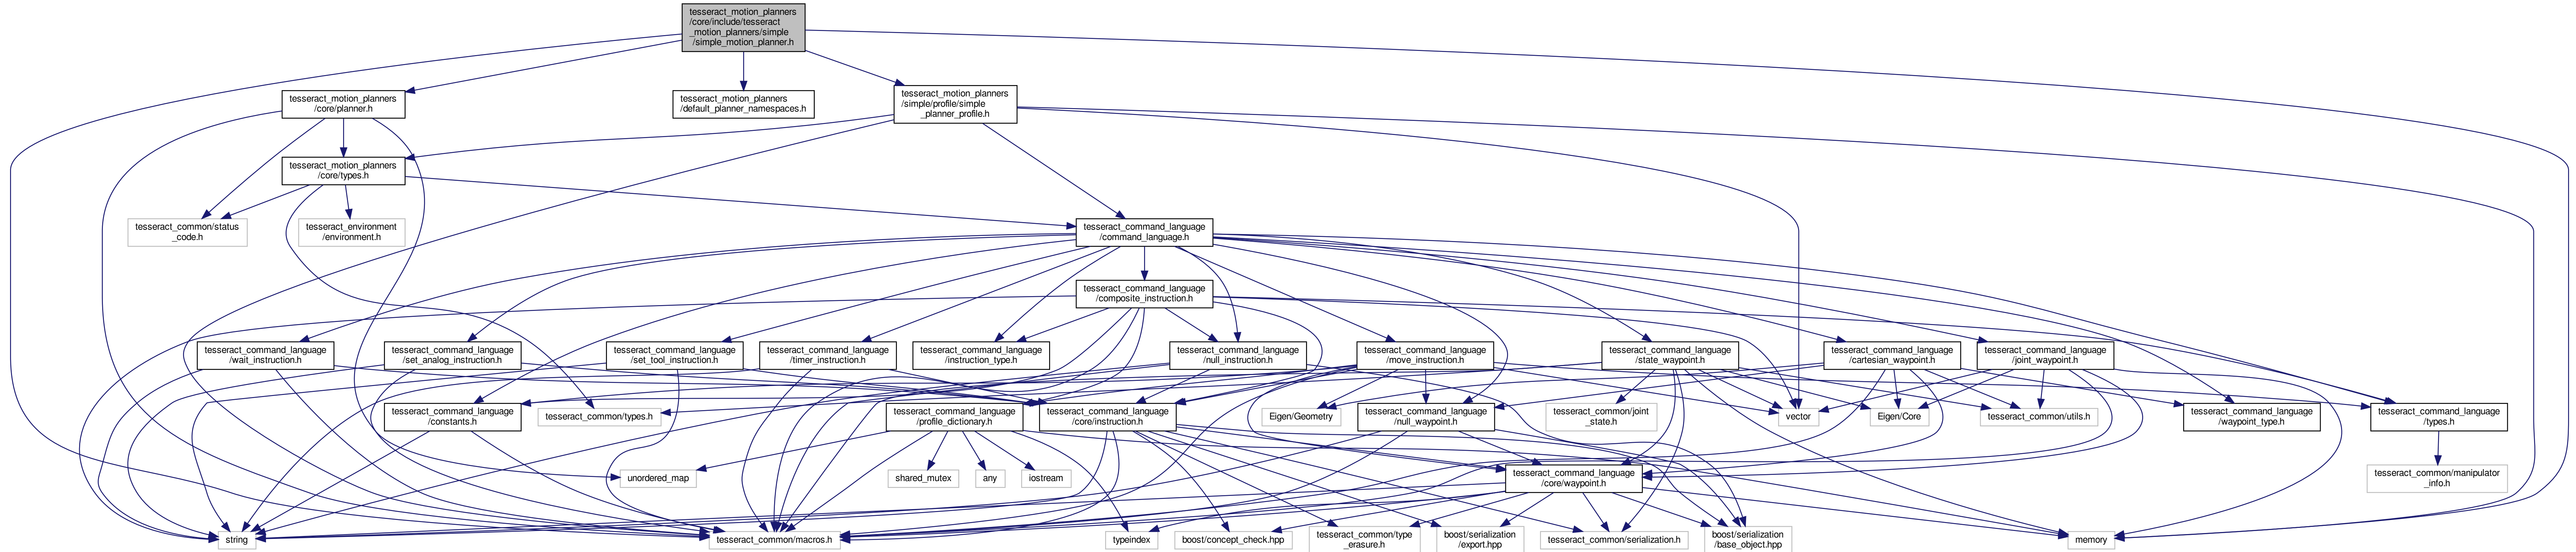 tesseract_motion_planners
/core/include/tesseract
_motion_planners/simple
/simple_motion_planner.h
tesseract_motion_planners
/core/planner.h
tesseract_motion_planners
/default_planner_namespaces.h
tesseract_motion_planners
/simple/profile/simple
_planner_profile.h
tesseract_motion_planners
/core/types.h
tesseract_common/status
_code.h
tesseract_environment
/environment.h
tesseract_command_language
/command_language.h
tesseract_command_language
/composite_instruction.h
tesseract_command_language
/wait_instruction.h
tesseract_command_language
/set_analog_instruction.h
tesseract_command_language
/set_tool_instruction.h
tesseract_command_language
/timer_instruction.h
tesseract_command_language
/instruction_type.h
tesseract_command_language
/null_instruction.h
tesseract_command_language
/move_instruction.h
tesseract_command_language
/state_waypoint.h
tesseract_command_language
/cartesian_waypoint.h
tesseract_command_language
/joint_waypoint.h
tesseract_command_language
/constants.h
tesseract_common/types.h
tesseract_command_language
/profile_dictionary.h
tesseract_command_language
/core/instruction.h
Eigen/Geometry
tesseract_command_language
/null_waypoint.h
tesseract_common/joint
_state.h
vector
Eigen/Core
tesseract_common/utils.h
tesseract_command_language
/waypoint_type.h
tesseract_command_language
/types.h
unordered_map
shared_mutex
any
iostream
tesseract_command_language
/core/waypoint.h
tesseract_common/manipulator
_info.h
string
tesseract_common/macros.h
typeindex
boost/concept_check.hpp
tesseract_common/type
_erasure.h
boost/serialization
/export.hpp
tesseract_common/serialization.h
boost/serialization
/base_object.hpp
memory